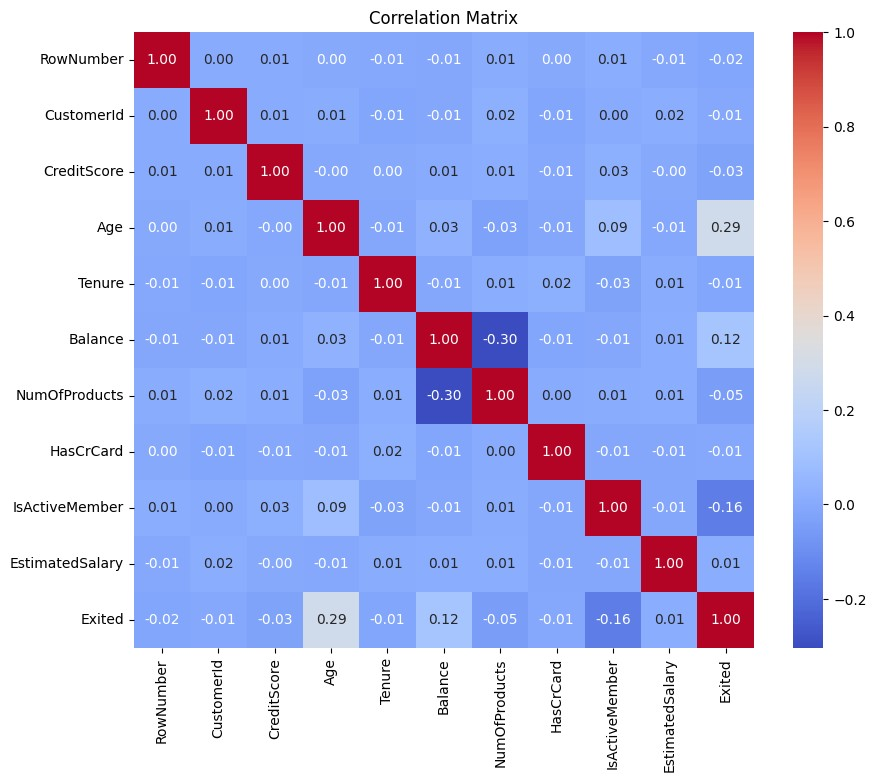 Correlation Matrix
RowNumber 1.00 0.00 0.01 0.00 -0.01 -0.01 0.01 0.00 0.01 -0.01 -0.02
CustomerId 0.00 1.00 0.01 0.01 -0.01 -0.01 0.02 -0.01 0.00 0.02 -0.01
CreditScore 0.01 0.01 1.00 -0.00 0.00 0.01 0.01 -0.01 0.03 -0.00 -0.03
Age 0.00 0.01 -0.00 1.00 -0.01 0.03 -0.03 -0.01 0.09 -0.01 0.29
Tenure -0.01 -0.01 0.00 -0.01 1.00 -0.01 0.01 0.02 -0.03 0.01 -0.01
Balance -0.01 -0.01 0.01 0.03 -0.01 1.00 -0.30 -0.01 -0.01 0.01 0.12
NumOfProducts 0.01 0.02 0.01 -0.03 0.01 -0.30 1.00 0.00 0.01 0.01 -0.05
HasCrCard 0.00 -0.01 -0.01 -0.01 0.02 -0.01 0.00 1.00 -0.01 -0.01 -0.01
IsActiveMember 0.01 0.00 0.03 0.09 -0.03 -0.01 0.01 -0.01 1.00 -0.01 -0.16
EstimatedSalary -0.01 0.02 -0.00 -0.01 0.01 0.01 0.01 -0.01 -0.01 1.00 0.01
Exited -0.02 -0.01 -0.03 0.29 -0.01 0.12 -0.05 -0.01 -0.16 0.01 1.00
RowNumber CustomerId CreditScore Age Tenure Balance NumOfProducts HasCrCard IsActiveMember EstimatedSalary Exited
1.0
0.8
0.6
0.4
0.2
0.0
−0.2